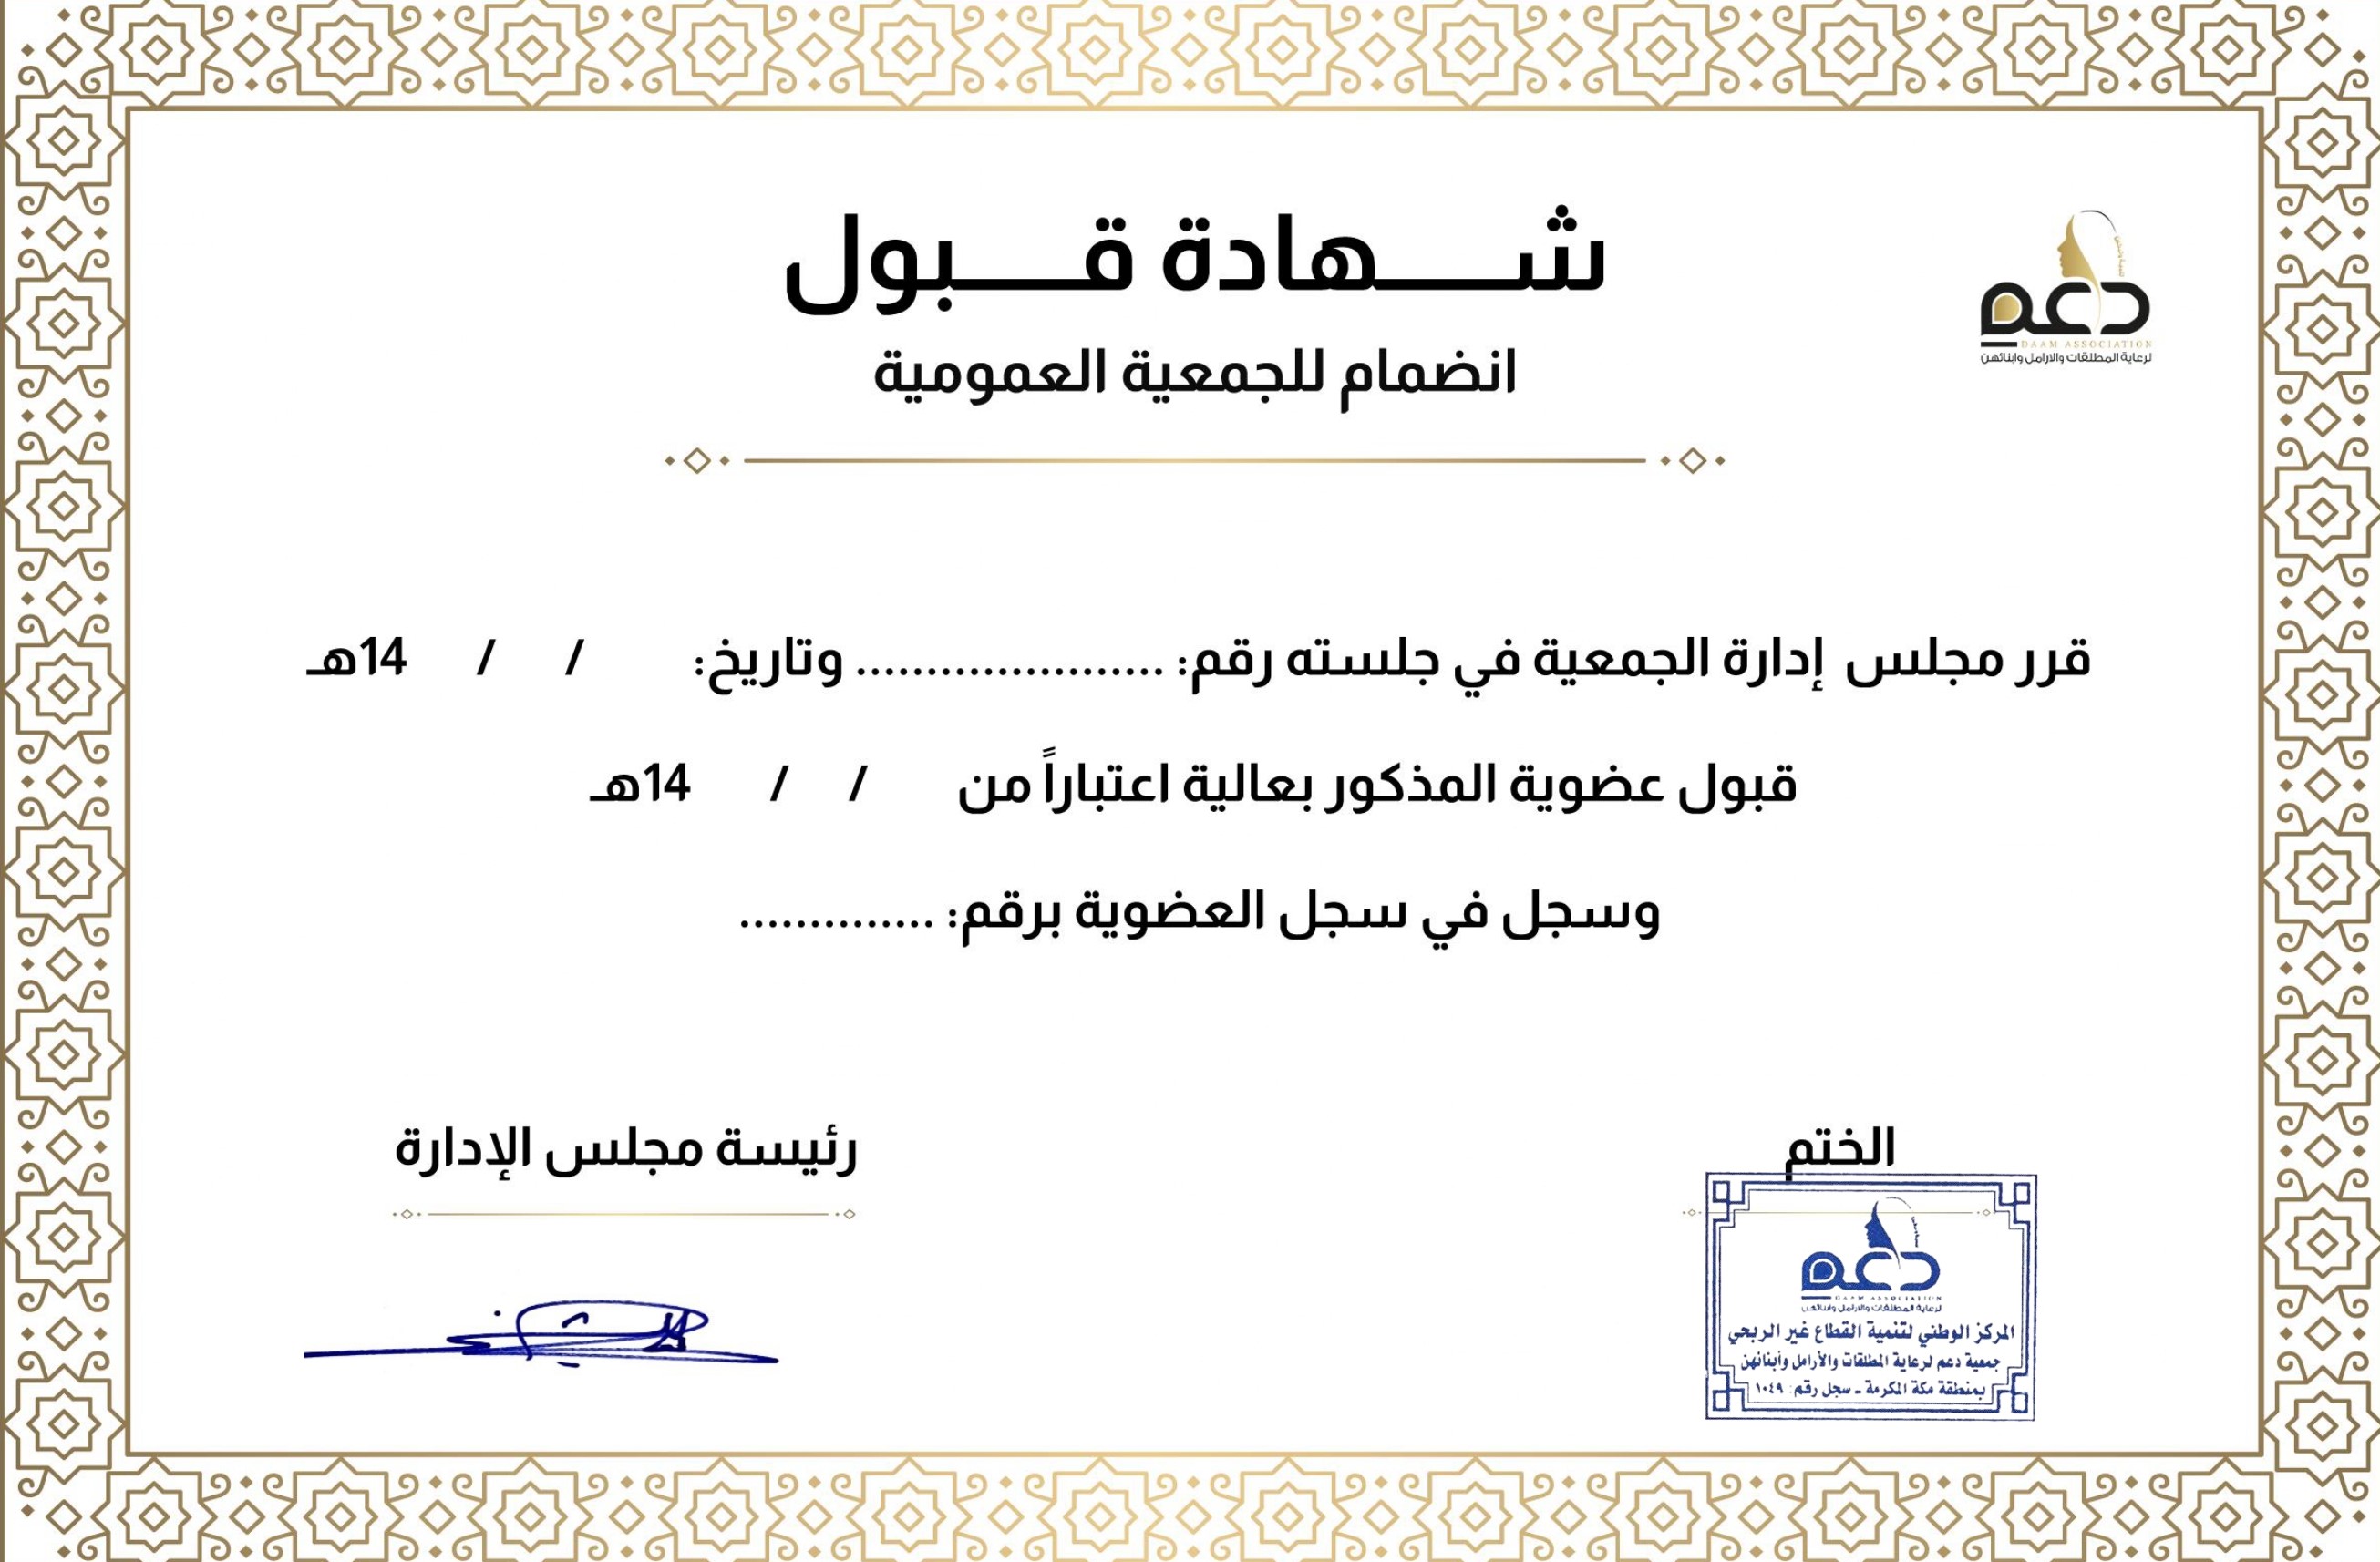 شـــهادة قـــبول
انضمام للجمعية العمومية
دعم
DAAM ASSOCIATION
لرعاية المطلقات والارامل وابنائهن
قرر مجلس إدارة الجمعية في جلسته رقم: ...................... وتاريخ: / / 14هـ
قبول عضوية المذكور بعالية اعتباراً من / / 14هـ
وسجل في سجل العضوية برقم: ..............
الختم
رئيسة مجلس الإدارة
دعم
DAAM ASSOCIATION
لرعاية المطلقات والارامل وابنائهن
المركز الوطني لتنمية القطاع غير الربحي
جمعية دعم لرعاية المطلقات والأرامل وأبنائهن
بمنطقة مكة المكرمة - سجل رقم: ١٠٤٩